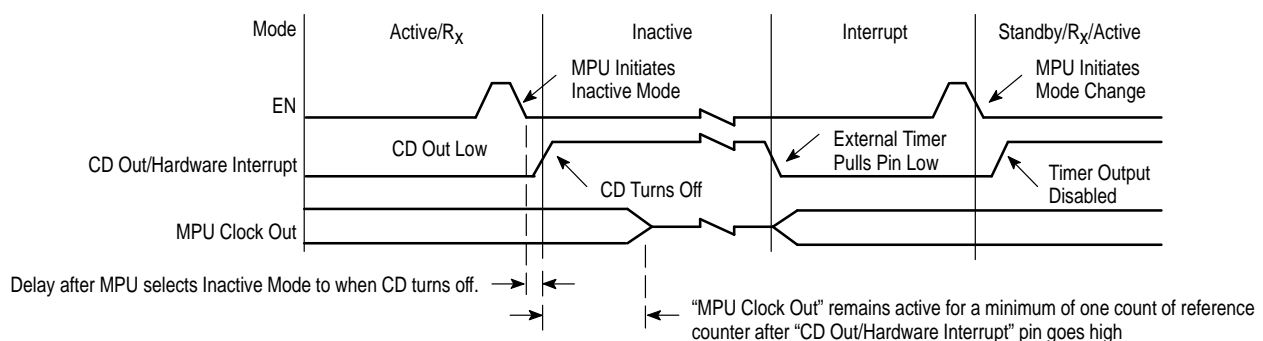 Mode
Active/RX
Inactive
Interrupt
Standby/RX/Active
EN
MPU Initiates
Inactive Mode
MPU Initiates
Mode Change
CD Out/Hardware Interrupt
CD Out Low
CD Turns Off
External Timer
Pulls Pin Low
Timer Output
Disabled
MPU Clock Out
Delay after MPU selects Inactive Mode to when CD turns off.
“MPU Clock Out” remains active for a minimum of one count of reference
counter after “CD Out/Hardware Interrupt” pin goes high